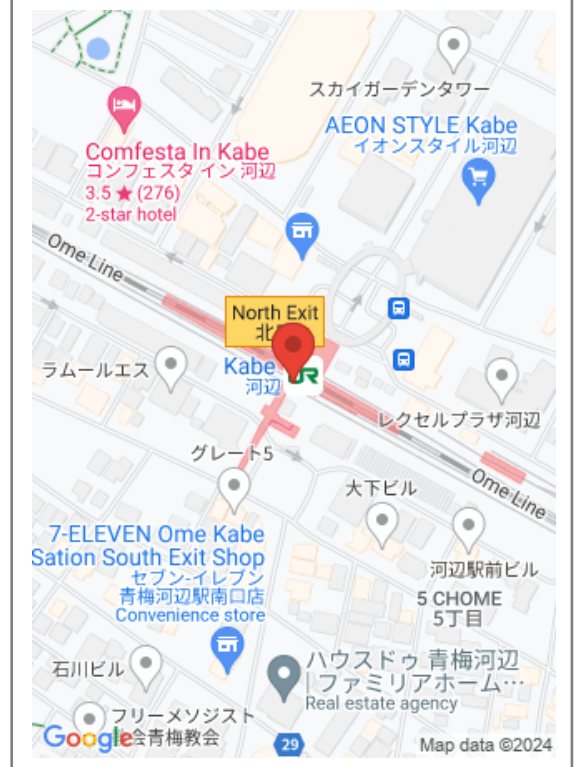 スカイガーデンタワー
AEON STYLE Kabe
イオンスタイル河辺
Comfesta In Kabe
コンフェスタ イン 河辺
3.5 ★ (276)
2-star hotel
Ome Line
North Exit
北
Kabe
河辺
JR
ラムールエス
レクセルプラザ河辺
グレート5
Ome Line
大下ビル
7-ELEVEN Ome Kabe
Sation South Exit Shop
セブン-イレブン
青梅河辺駅南口店
Convenience store
河辺駅前ビル
5 CHOME
5丁目
石川ビル
ハウスドゥ 青梅河辺
|ファミリアホーム…
Real estate agency
フリーメソジスト
会青梅教会
Google
29
Map data ©2024